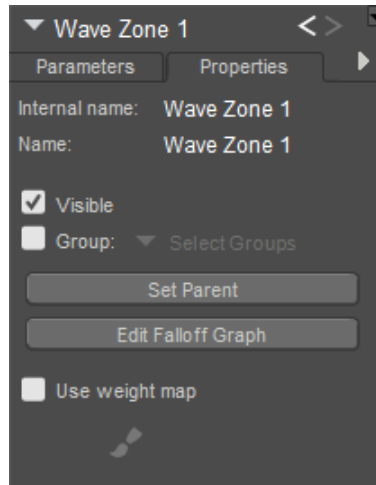 Wave Zone 1
Parameters Properties
Internal name: Wave Zone 1
Name: Wave Zone 1
Visible
Group: Select Groups
Set Parent
Edit Falloff Graph
Use weight map